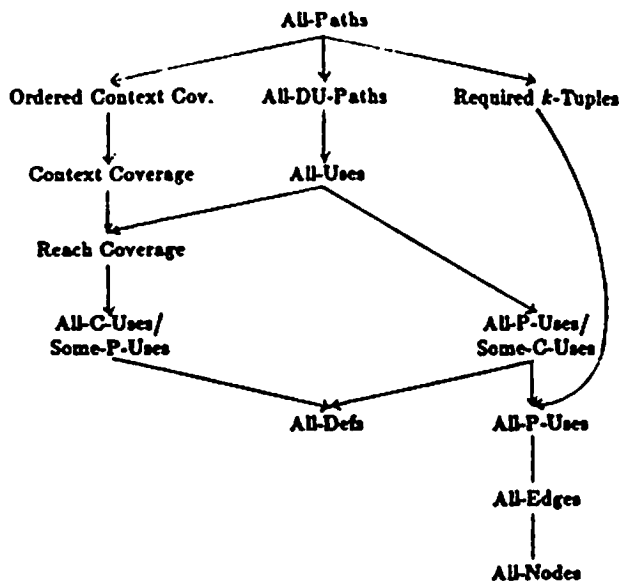 All-Paths
Ordered Context Cov.
All-DU-Paths
Required k-Tuples
Context Coverage
All-Uses
Reach Coverage
All-C-Uses/
Some-P-Uses
All-P-Uses/
Some-C-Uses
All-Defs
All-P-Uses
All-Edges
All-Nodes